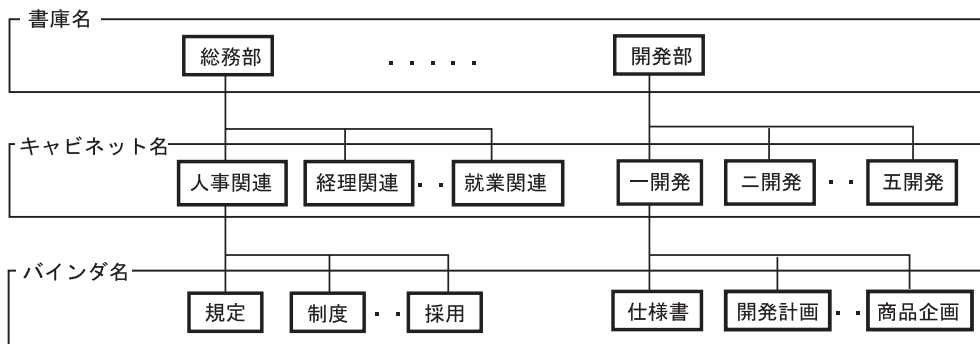 書庫名
総務部 ・・・・・ 開発部
キャビネット名
人事関連 経理関連 ・・ 就業関連 一開発 二開発 ・・ 五開発
バインダ名
規定 制度 ・・ 採用 仕様書 開発計画 ・・ 商品企画